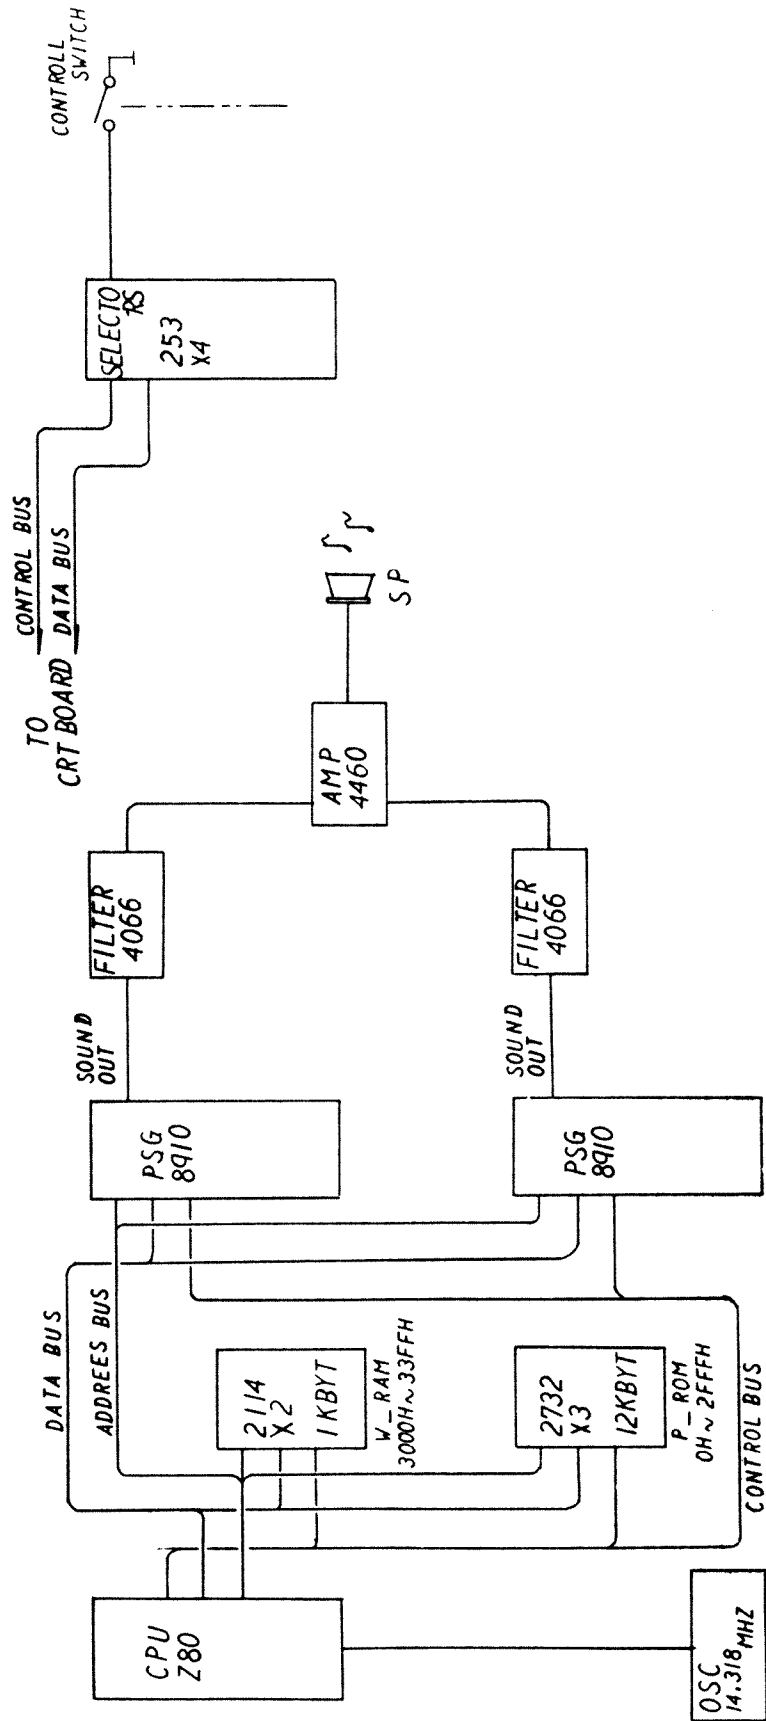 CPU
Z80
OSC
14.318MHZ
DATA BUS
ADDREES BUS
2114
X2
1KBYT
W_RAM
3000H~33FFH
2732
X3
12KBYT
P_ROM
0H~2FFFH
CONTROL BUS
PSG
8910
SOUND
OUT
FILTER
4066
PSG
8910
SOUND
OUT
FILTER
4066
AMP
4460
SP
TO
CRT BOARD
CONTROL BUS
DATA BUS
SELECTO
RS
253
X4
CONTROLL
SWITCH